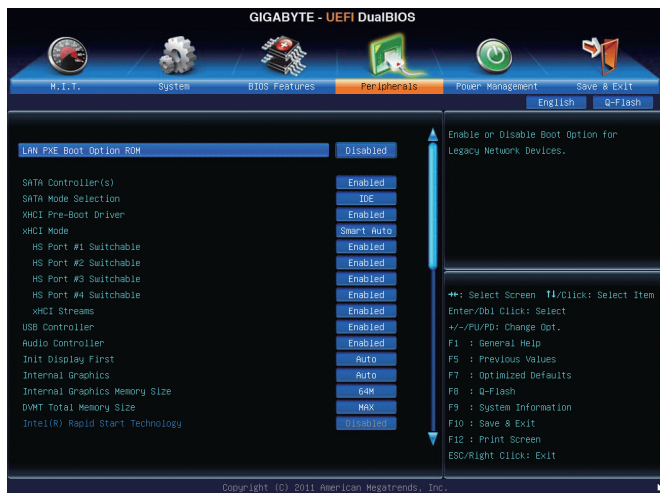 GIGABYTE - UEFI DualBIOS
M.I.T. System BIOS Features Peripherals Power Management Save & Exit
English Q-Flash
LAN PXE Boot Option ROM Disabled
SATA Controller(s) Enabled
SATA Mode Selection IDE
XHCI Pre-Boot Driver Enabled
xHCI Mode Smart Auto
HS Port #1 Switchable Enabled
HS Port #2 Switchable Enabled
HS Port #3 Switchable Enabled
HS Port #4 Switchable Enabled
xHCI Streams Enabled
USB Controller Enabled
Audio Controller Enabled
Init Display First Auto
Internal Graphics Auto
Internal Graphics Memory Size 64M
DVMT Total Memory Size MAX
Intel(R) Rapid Start Technology Disabled
Enable or Disable Boot Option for
Legacy Network Devices.
→←: Select Screen ↑↓/Click: Select Item
Enter/Dbl Click: Select
+/-/PU/PD: Change Opt.
F1 : General Help
F5 : Previous Values
F7 : Optimized Defaults
F8 : Q-Flash
F9 : System Information
F10 : Save & Exit
F12 : Print Screen
ESC/Right Click: Exit
Copyright (C) 2011 American Megatrends, Inc.